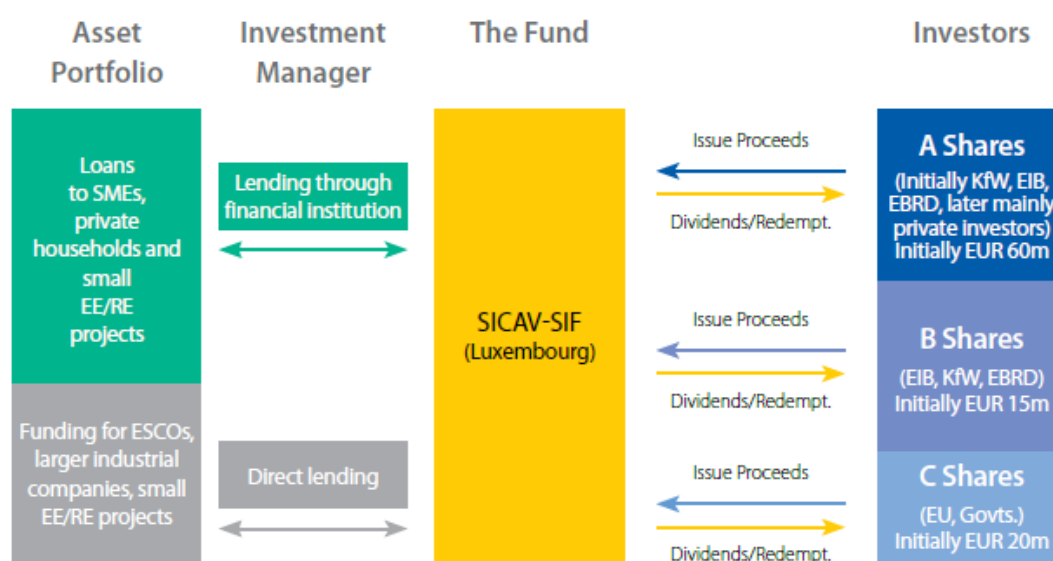 Asset
Portfolio
Investment
Manager
The Fund
Investors
Loans
to SMEs,
private
households and
small
EE/RE
projects
Funding for ESCOs,
larger industrial
companies, small
EE/RE projects
Lending through
financial institution
Direct lending
SICAV-SIF
(Luxembourg)
Issue Proceeds
Dividends/Redempt.
Issue Proceeds
Dividends/Redempt.
Issue Proceeds
Dividends/Redempt.
A Shares
(Initially KfW, EIB,
EBRD, later mainly
private investors)
Initially EUR 60m
B Shares
(EIB, KfW, EBRD)
Initially EUR 15m
C Shares
(EU, Govts.)
Initially EUR 20m